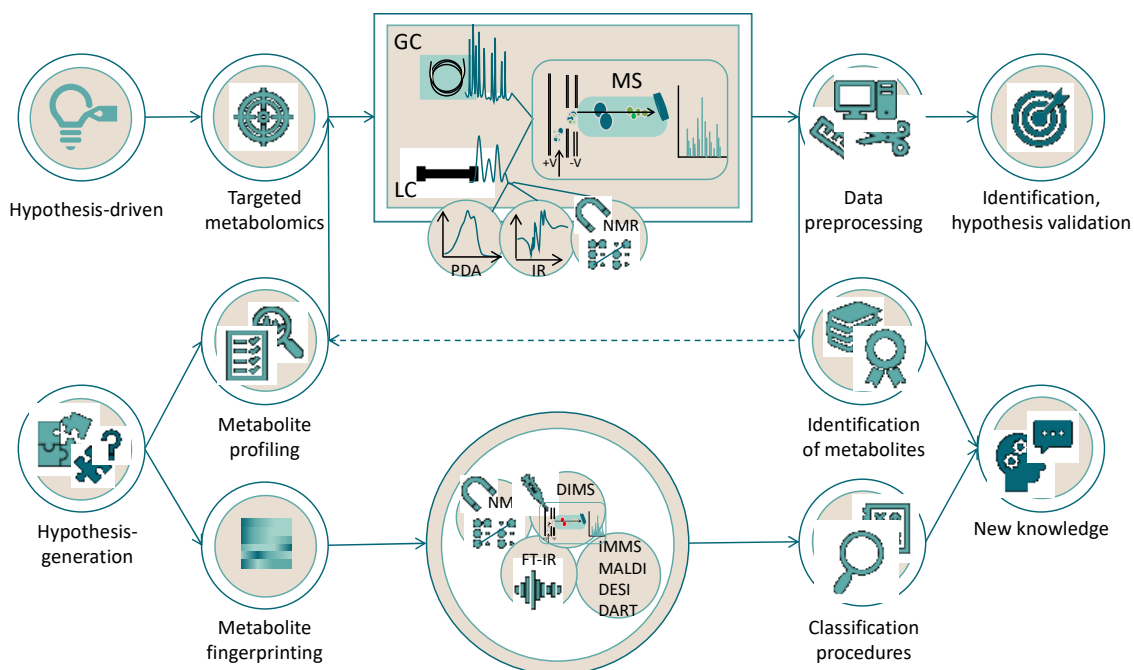 GC
MS
+V
-V
LC
PDA
IR
NMR
Hypothesis-driven
Targeted
metabolomics
Data
preprocessing
Identification,
hypothesis validation
Metabolite
profiling
Identification
of metabolites
Hypothesis-
generation
New knowledge
NM
DIMS
FT-IR
iMMS
MALDI
DESI
DART
Metabolite
fingerprinting
Classification
procedures